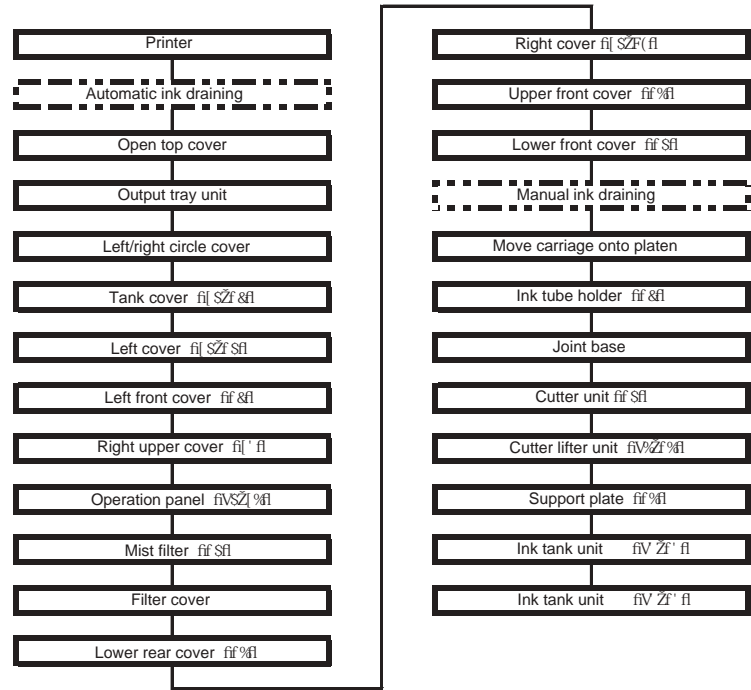 Printer
Automatic ink draining
Open top cover
Output tray unit
Left/right circle cover
Tank cover
Left cover
Left front cover
Right upper cover
Operation panel
Mist filter
Filter cover
Lower rear cover
Right cover
Upper front cover
Lower front cover
Manual ink draining
Move carriage onto platen
Ink tube holder
Joint base
Cutter unit
Cutter lifter unit
Support plate
Ink tank unit
Ink tank unit